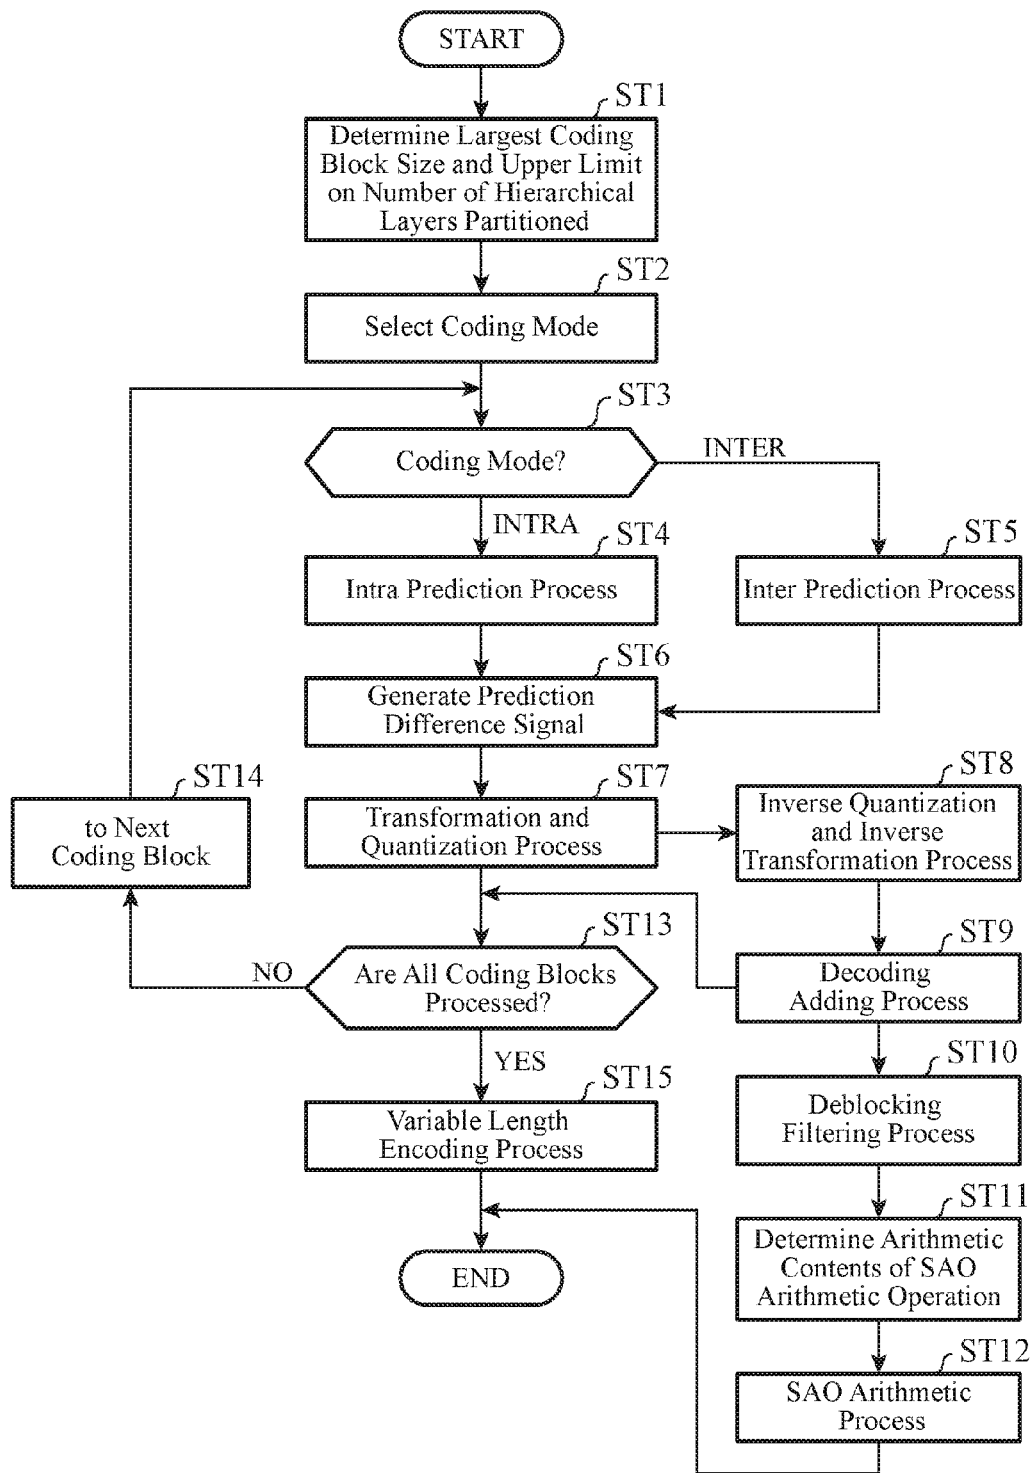 START
ST1
Determine Largest Coding
Block Size and Upper Limit
on Number of Hierarchical
Layers Partitioned
ST2
Select Coding Mode
ST3
Coding Mode?
INTER
INTRA
ST4
Intra Prediction Process
ST5
Inter Prediction Process
ST6
Generate Prediction
Difference Signal
ST14
to Next
Coding Block
ST7
Transformation and
Quantization Process
ST8
Inverse Quantization
and Inverse
Transformation Process
ST13
Are All Coding Blocks
Processed?
NO
YES
ST9
Decoding
Adding Process
ST15
Variable Length
Encoding Process
ST10
Deblocking
Filtering Process
END
ST11
Determine Arithmetic
Contents of SAO
Arithmetic Operation
ST12
SAO Arithmetic
Process